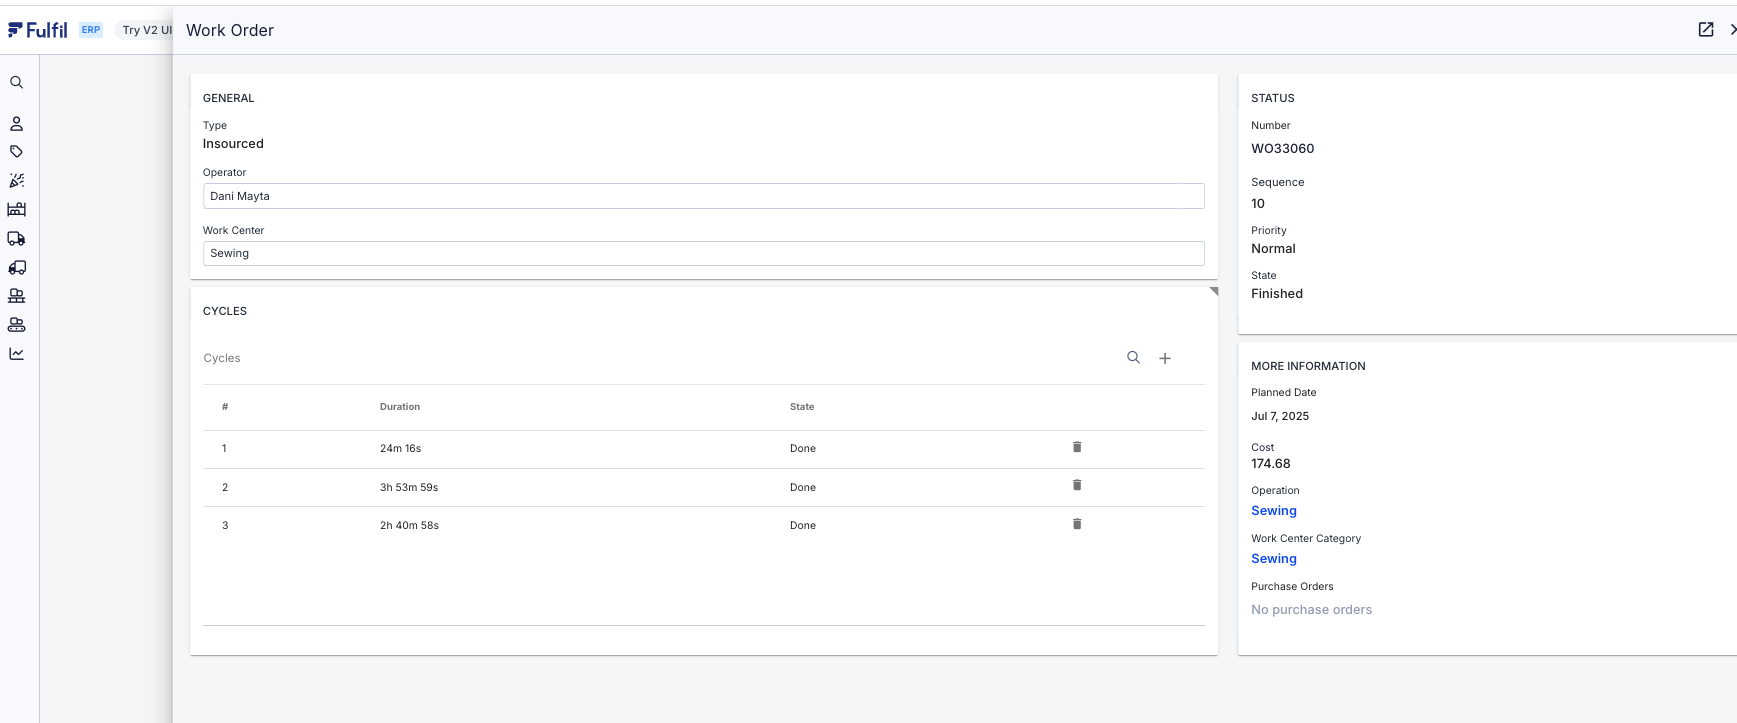 Fulfil ERP Try V2 UI
Work Order
GENERAL
Type
Insourced
Operator
Dani Mayta
Work Center
Sewing
CYCLES
Cycles
# Duration State
1 24m 16s Done
2 3h 53m 59s Done
3 2h 40m 58s Done
STATUS
Number
WO33060
Sequence
10
Priority
Normal
State
Finished
MORE INFORMATION
Planned Date
Jul 7, 2025
Cost
174.68
Operation
Sewing
Work Center Category
Sewing
Purchase Orders
No purchase orders